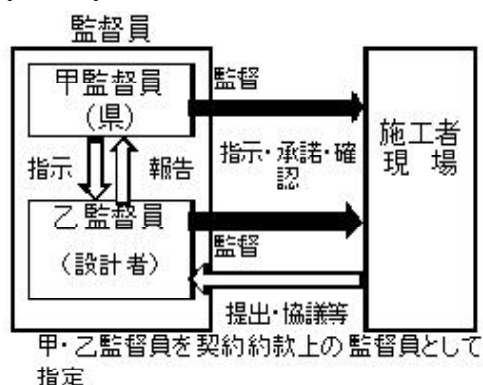 監督員
甲監督員
(県)
監督
指示
報告
指示・承諾・確
認
施工者
現　場
乙監督員
(設計者)
監督
提出・協議等
甲・乙監督員を契約約款上の監督員として
指定